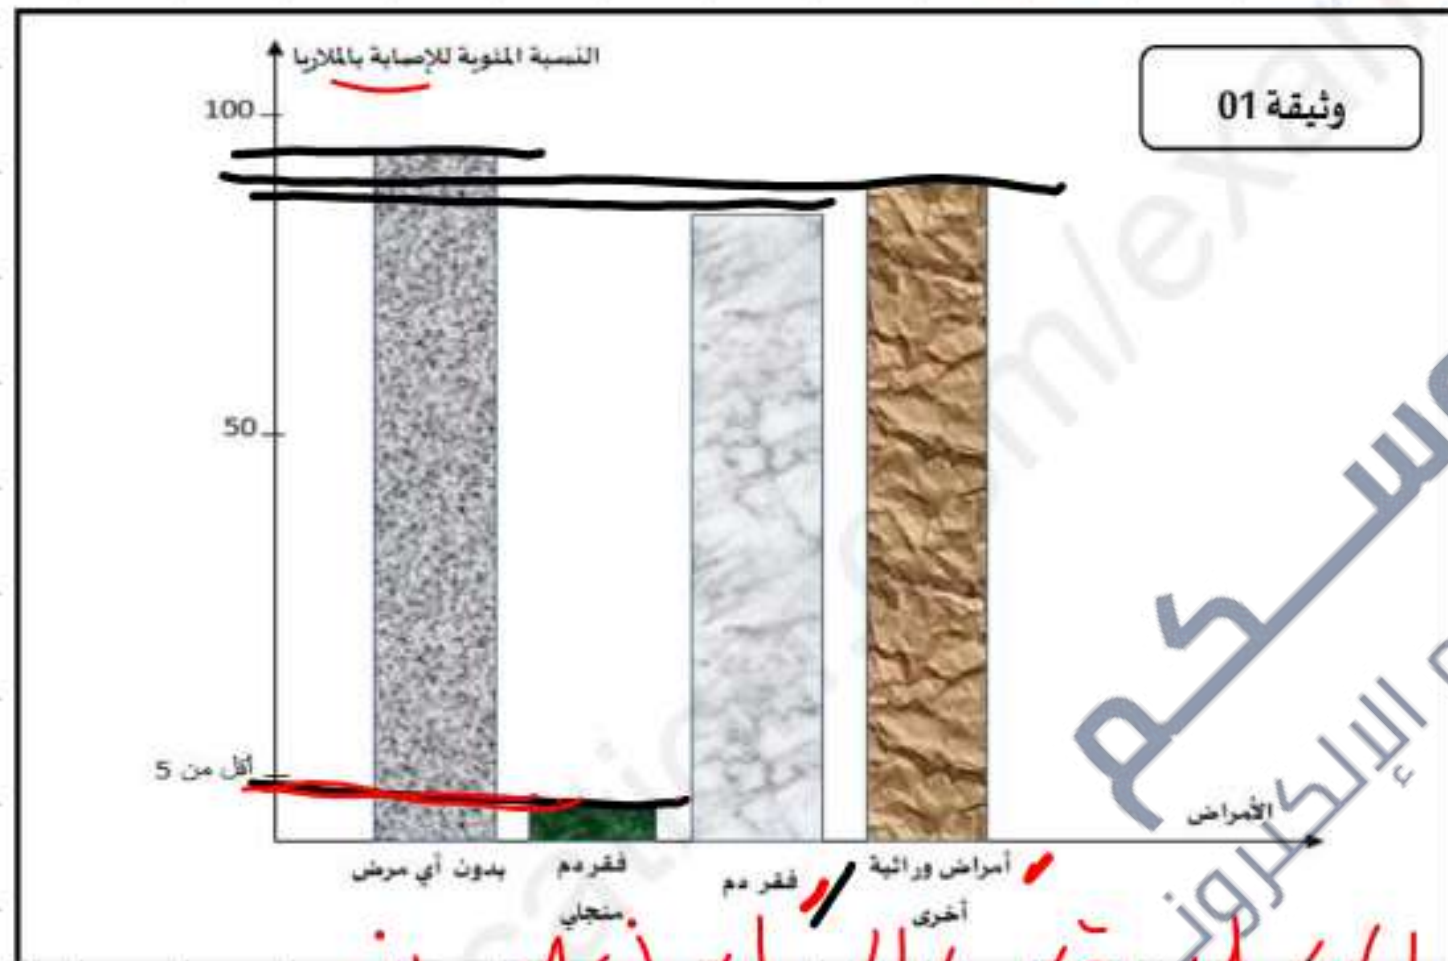 وثيقة 01
النسبة المئوية للإصابة بالملاريا
100
50
أقل من 5
الأمراض
بدون أي مرض
فقر دم منجلي
فقر دم
أمراض وراثية أخرى